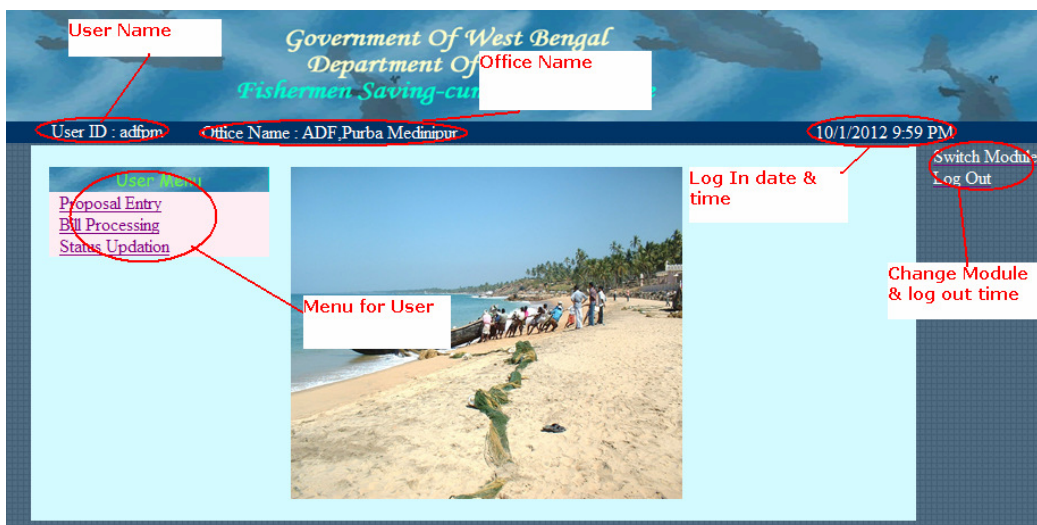 User Name
Government Of West Bengal
Department Of
Office Name
Fishermen Saving-cum
User ID : adfpm
Office Name : ADF,Purba Medinipur
10/1/2012 9:59 PM
Switch Module
Log Out
User Menu
Proposal Entry
Bill Processing
Status Updation
Log In date &
time
Change Module
& log out time
Menu for User